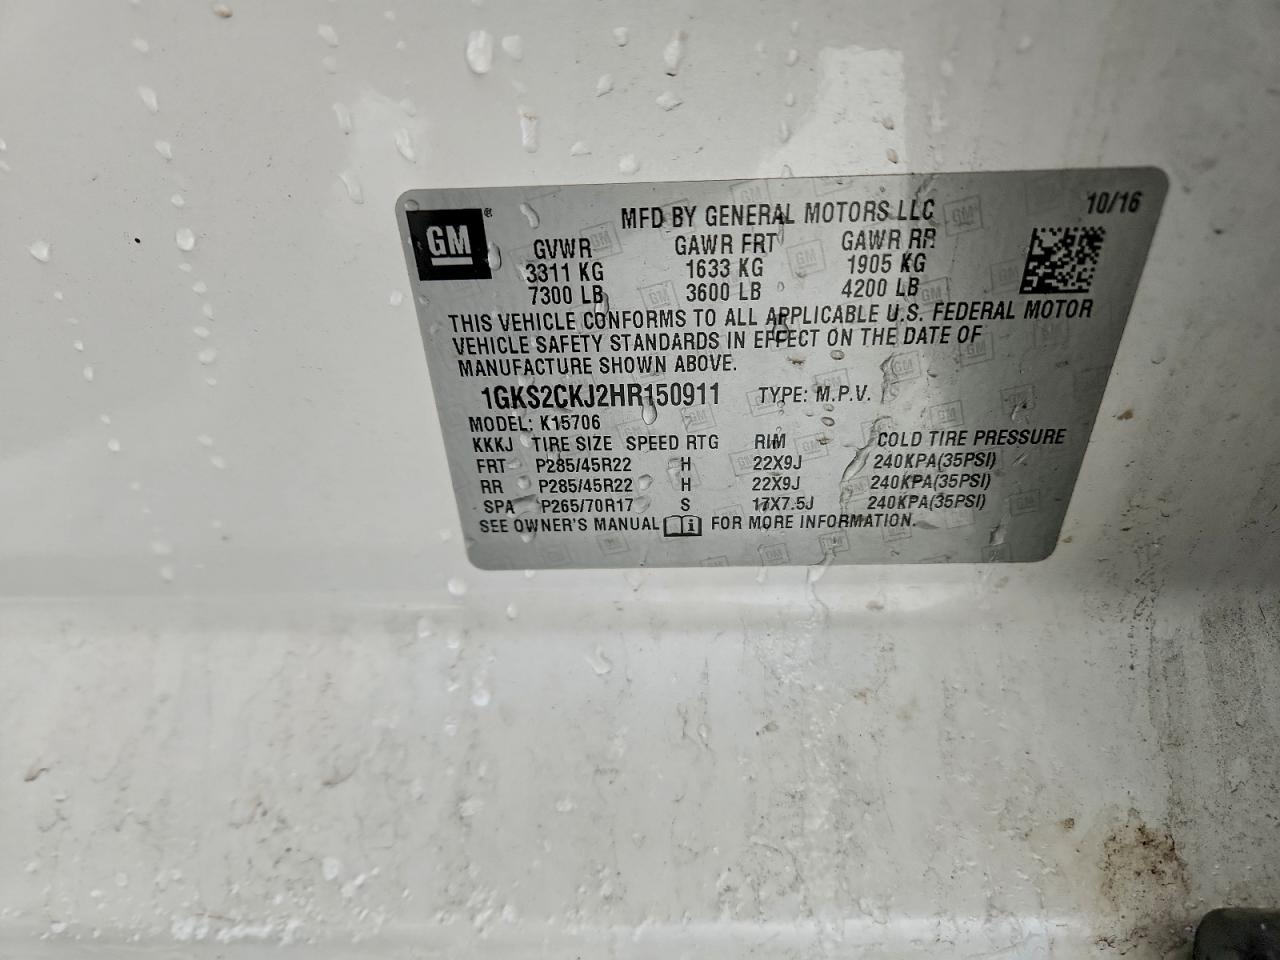 GM ® MFD BY GENERAL MOTORS LLC 10/16
GVWR GAWR FRT GAWR RR
3311 KG 1633 KG 1905 KG
7300 LB 3600 LB 4200 LB
THIS VEHICLE CONFORMS TO ALL APPLICABLE U.S. FEDERAL MOTOR
VEHICLE SAFETY STANDARDS IN EFFECT ON THE DATE OF
MANUFACTURE SHOWN ABOVE.
1GKS2CKJ2HR150911 TYPE: M.P.V.
MODEL: K15706
KKKJ TIRE SIZE SPEED RTG RIM COLD TIRE PRESSURE
FRT P285/45R22 H 22X9J 240KPA(35PSI)
RR P285/45R22 H 22X9J 240KPA(35PSI)
SPA P265/70R17 S 17X7.5J 240KPA(35PSI)
SEE OWNER'S MANUAL i FOR MORE INFORMATION.